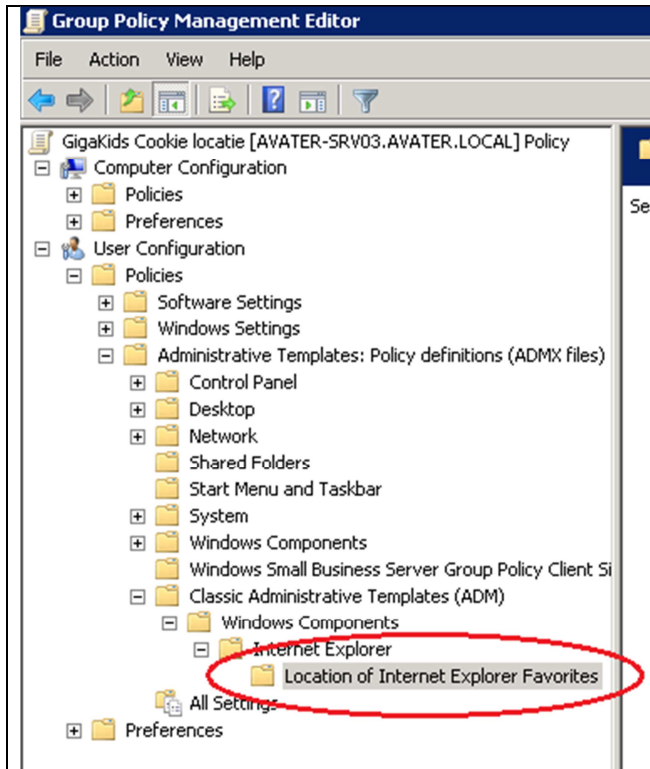 Group Policy Management Editor
File Action View Help
GigaKids Cookie locatie [AVATER-SRV03.AVATER.LOCAL] Policy
Computer Configuration
Policies
Preferences
Se
User Configuration
Policies
Software Settings
Windows Settings
Administrative Templates: Policy definitions (ADMX files)
Control Panel
Desktop
Network
Shared Folders
Start Menu and Taskbar
System
Windows Components
Windows Small Business Server Group Policy Client Si
Classic Administrative Templates (ADM)
Windows Components
Internet Explorer
Location of Internet Explorer Favorites
All Settings
Preferences